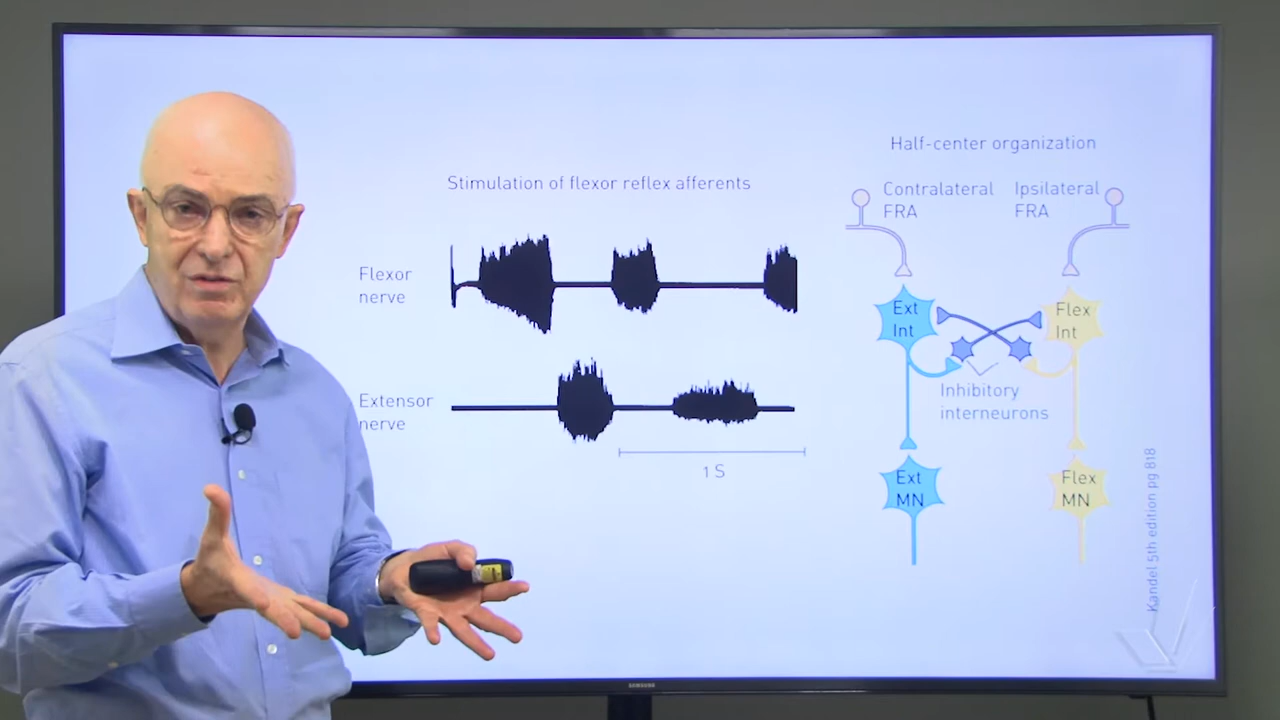 Half-center organization
Stimulation of flexor reflex afferents
Contralateral
FRA
Ipsilateral
FRA
Flexor
nerve
Ext
Int
Flex
Int
Extensor
nerve
Inhibitory
interneurons
1 S
Ext
MN
Flex
MN
Kandel 5th edition pg 818
SAMSUNG